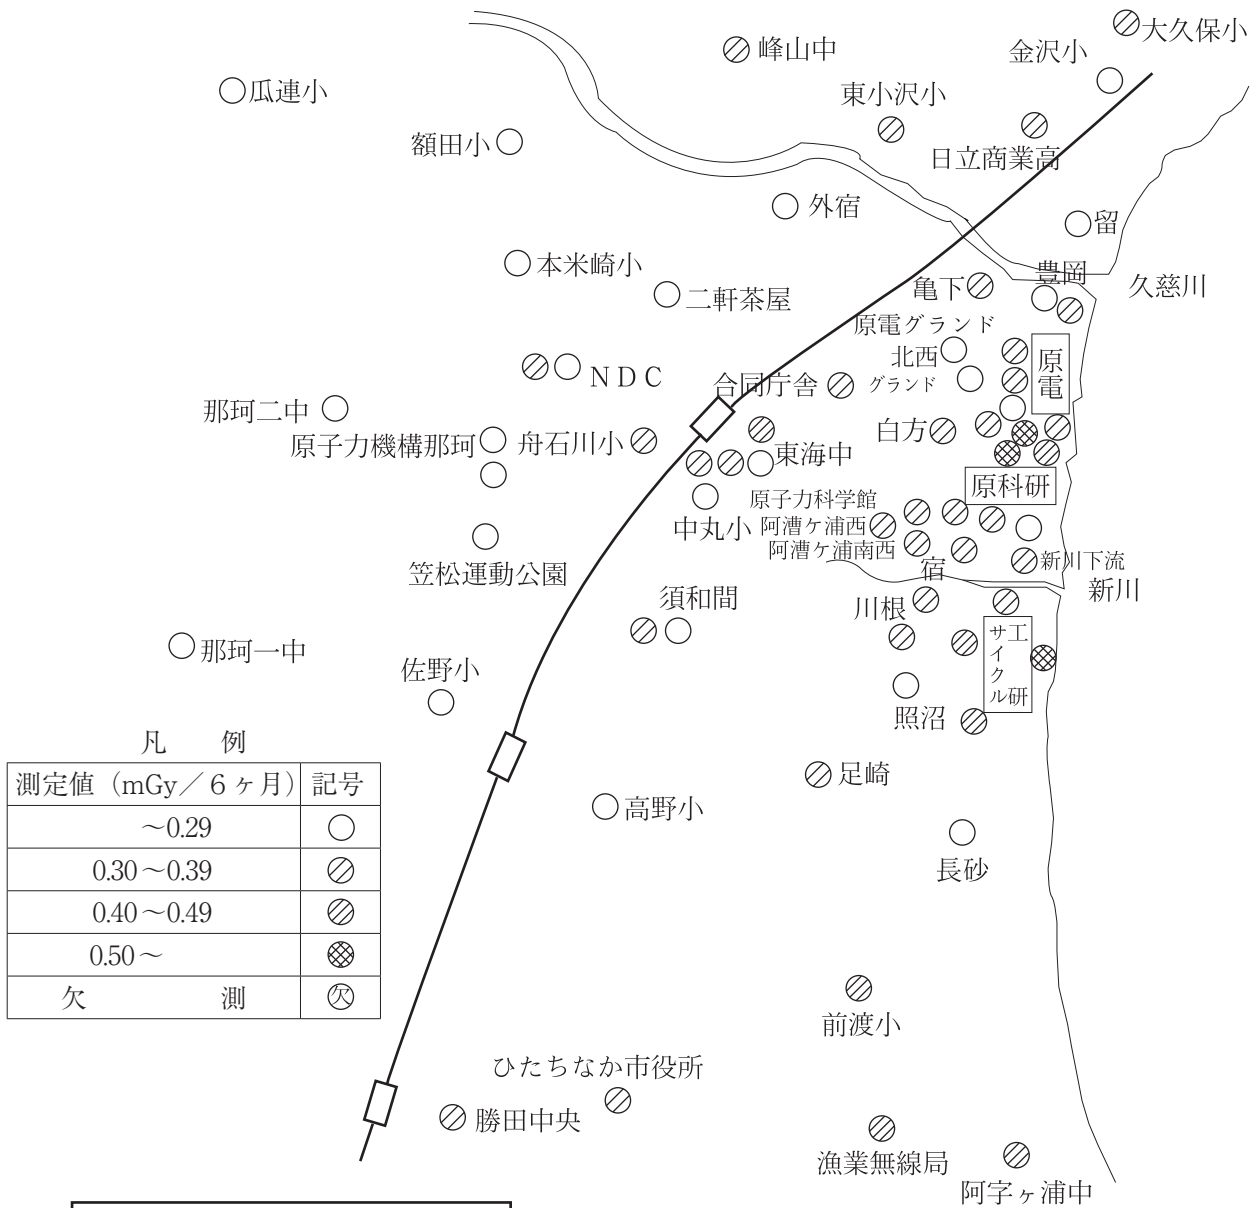 大久保小
峰山中
金沢小
瓜連小
東小沢小
額田小
日立商業高
外宿
留
本米崎小
豊岡
久慈川
亀下
二軒茶屋
原電グランド
北西
原電
NDC
合同庁舎
グランド
那珂二中
原子力機構那珂
舟石川小
白方
東海中
原科研
原子力科学館
中丸小
阿漕ケ浦西
阿漕ケ浦南西
新川下流
笠松運動公園
宿
新川
須和間
川根
サイクル工研
那珂一中
佐野小
照沼
凡 例
測定値（mGy／6ヶ月） 記号
～0.29
0.30～0.39
0.40～0.49
0.50～
欠 測 欠
足崎
高野小
長砂
前渡小
ひたちなか市役所
勝田中央
漁業無線局
阿字ヶ浦中